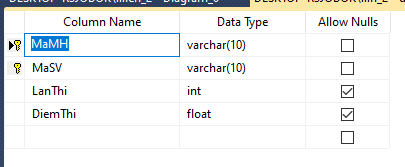 Column Name Data Type Allow Nulls
MaMH varchar(10)
MaSV varchar(10)
LanThi int
DiemThi float